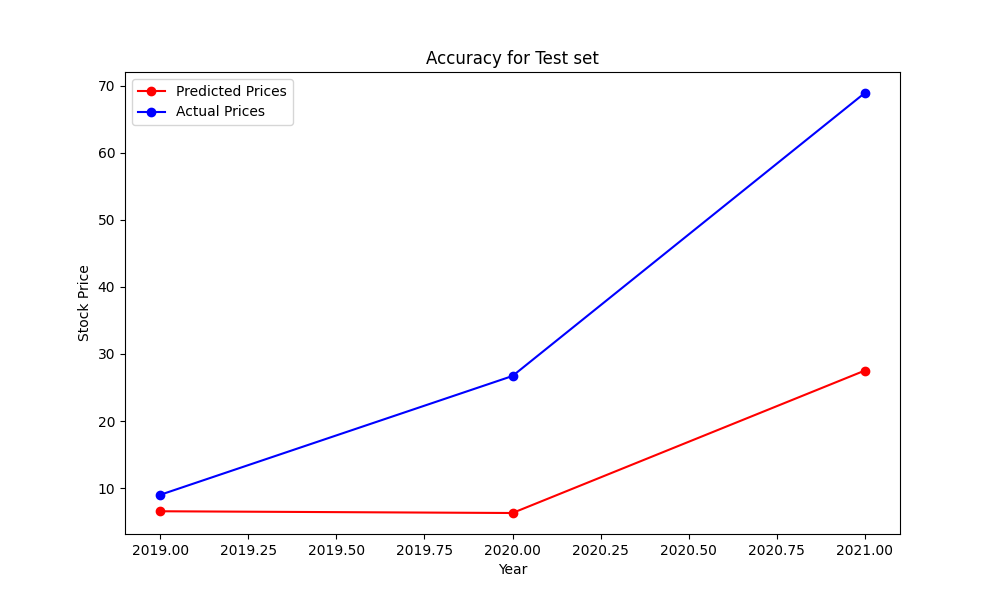 Accuracy for Test set
Predicted Prices
Actual Prices
70
60
50
40
30
20
10
Stock Price
2019.00 2019.25 2019.50 2019.75 2020.00 2020.25 2020.50 2020.75 2021.00
Year